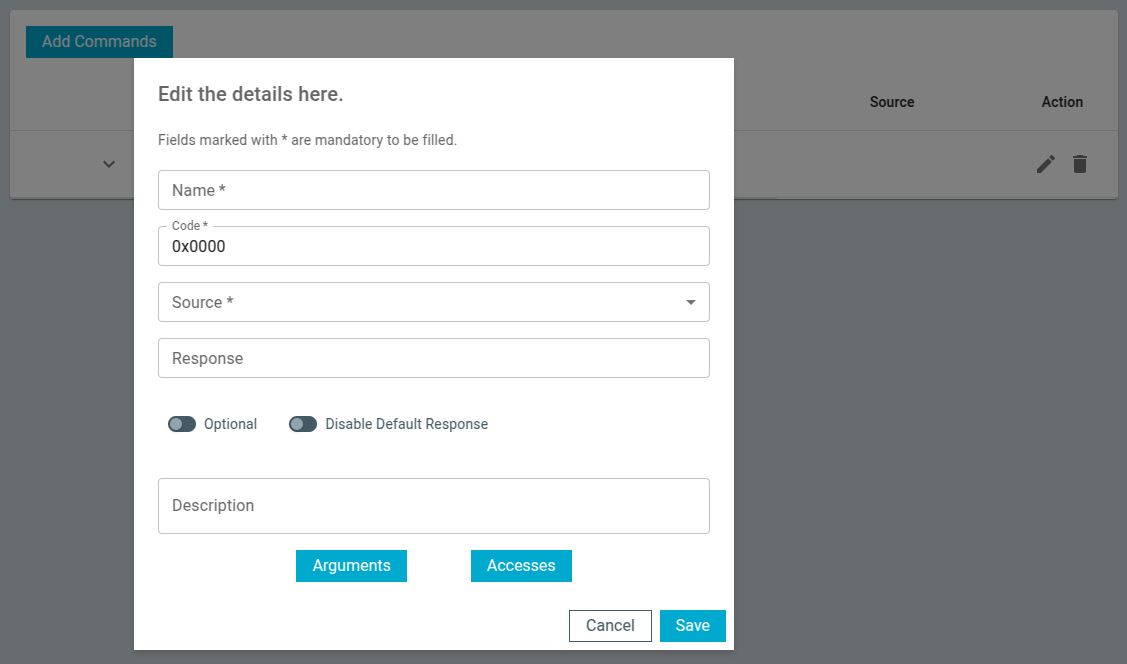 Add Commands
Source Action
Edit the details here.
Fields marked with * are mandatory to be filled.
Name *
Code *
0x0000
Source *
Response
Optional Disable Default Response
Description
Arguments Accesses
Cancel Save